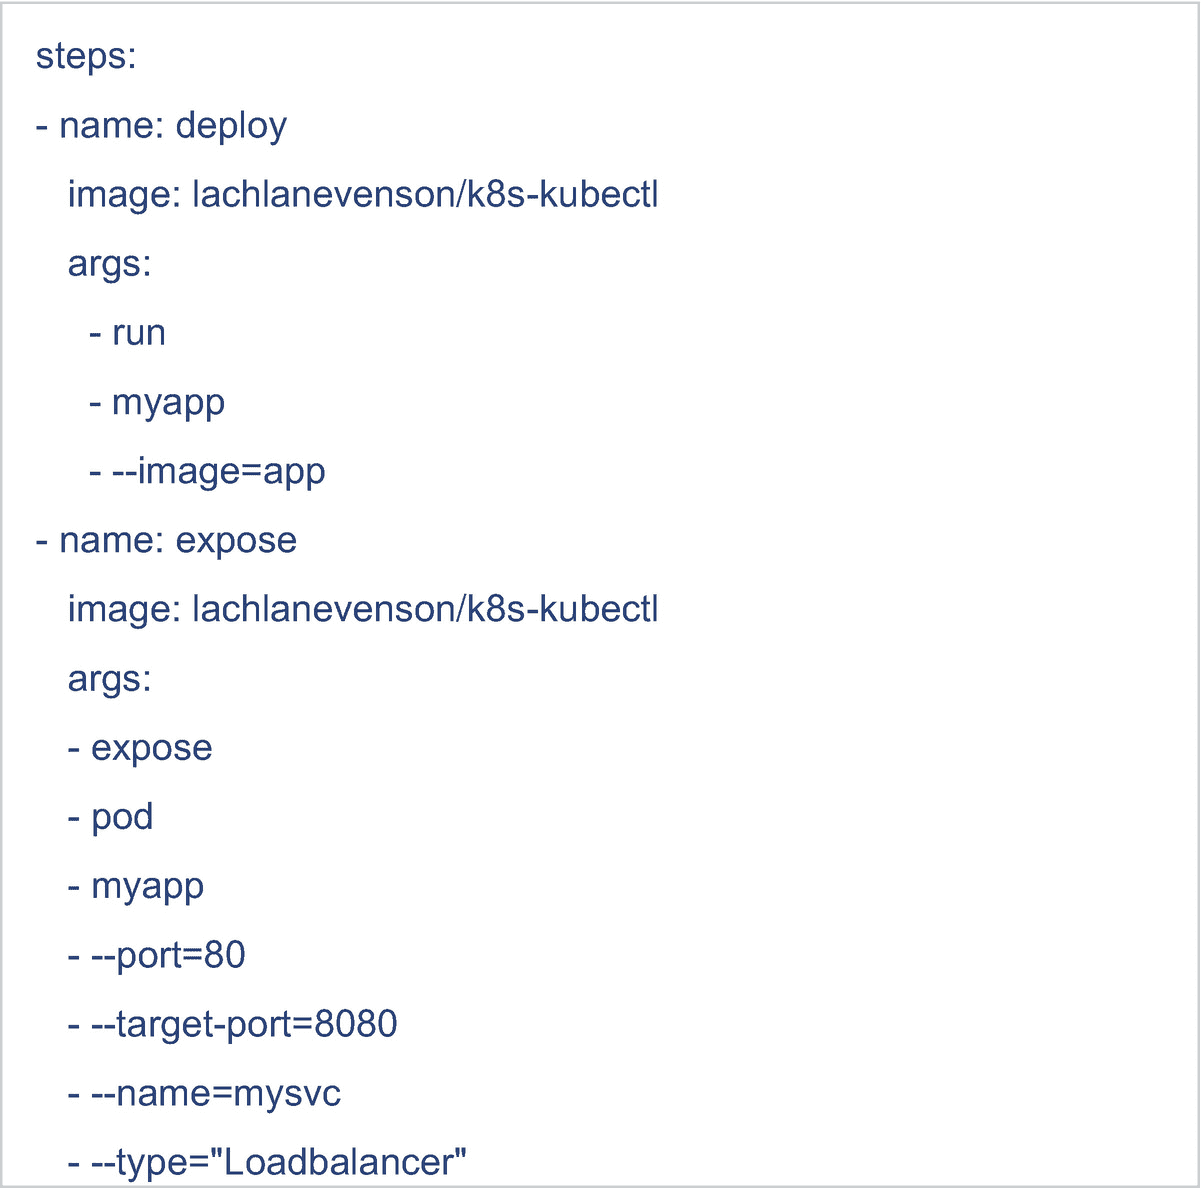 steps:
- name: deploy
image: lachlanevenson/k8s-kubectl
args:
- run
- myapp
- --image=app
- name: expose
image: lachlanevenson/k8s-kubectl
args:
- expose
- pod
- myapp
- --port=80
- --target-port=8080
- --name=mysvc
- --type="Loadbalancer"